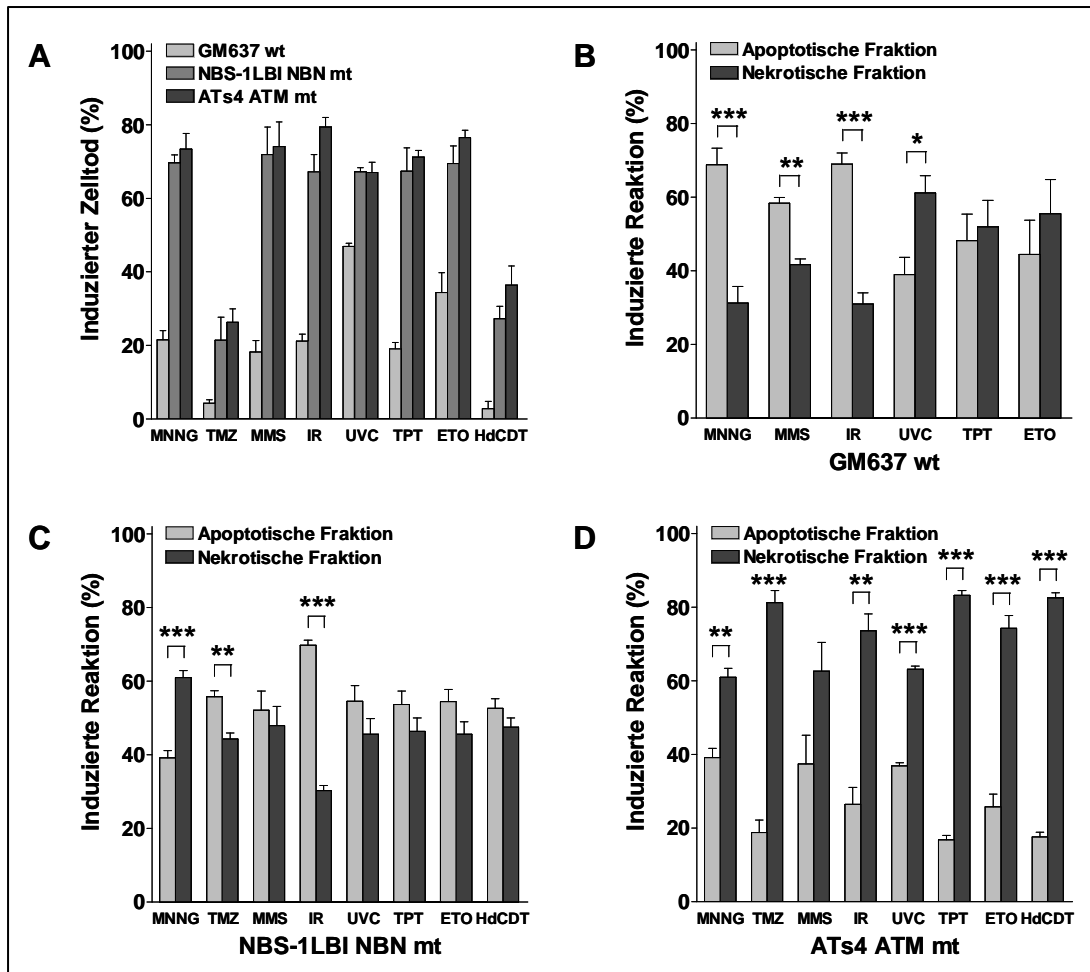 A
GM637 wt
NBS-1LBI NBN mt
ATs4 ATM mt
Induzierter Zelltod (%)
100
80
60
40
20
0
MNNG TMZ MMS IR UVC TPT ETO HdCDT
B
Apoptotische Fraktion
Nekrotische Fraktion
Induzierte Reaktion (%)
100
80
60
40
20
0
*** ** *** *
MNNG MMS IR UVC TPT ETO
GM637 wt
C
Apoptotische Fraktion
Nekrotische Fraktion
Induzierte Reaktion (%)
100
80
60
40
20
0
*** ** ***
MNNG TMZ MMS IR UVC TPT ETO HdCDT
NBS-1LBI NBN mt
D
Apoptotische Fraktion
Nekrotische Fraktion
Induzierte Reaktion (%)
100
80
60
40
20
0
** *** ** *** *** *** ***
MNNG TMZ MMS IR UVC TPT ETO HdCDT
ATs4 ATM mt